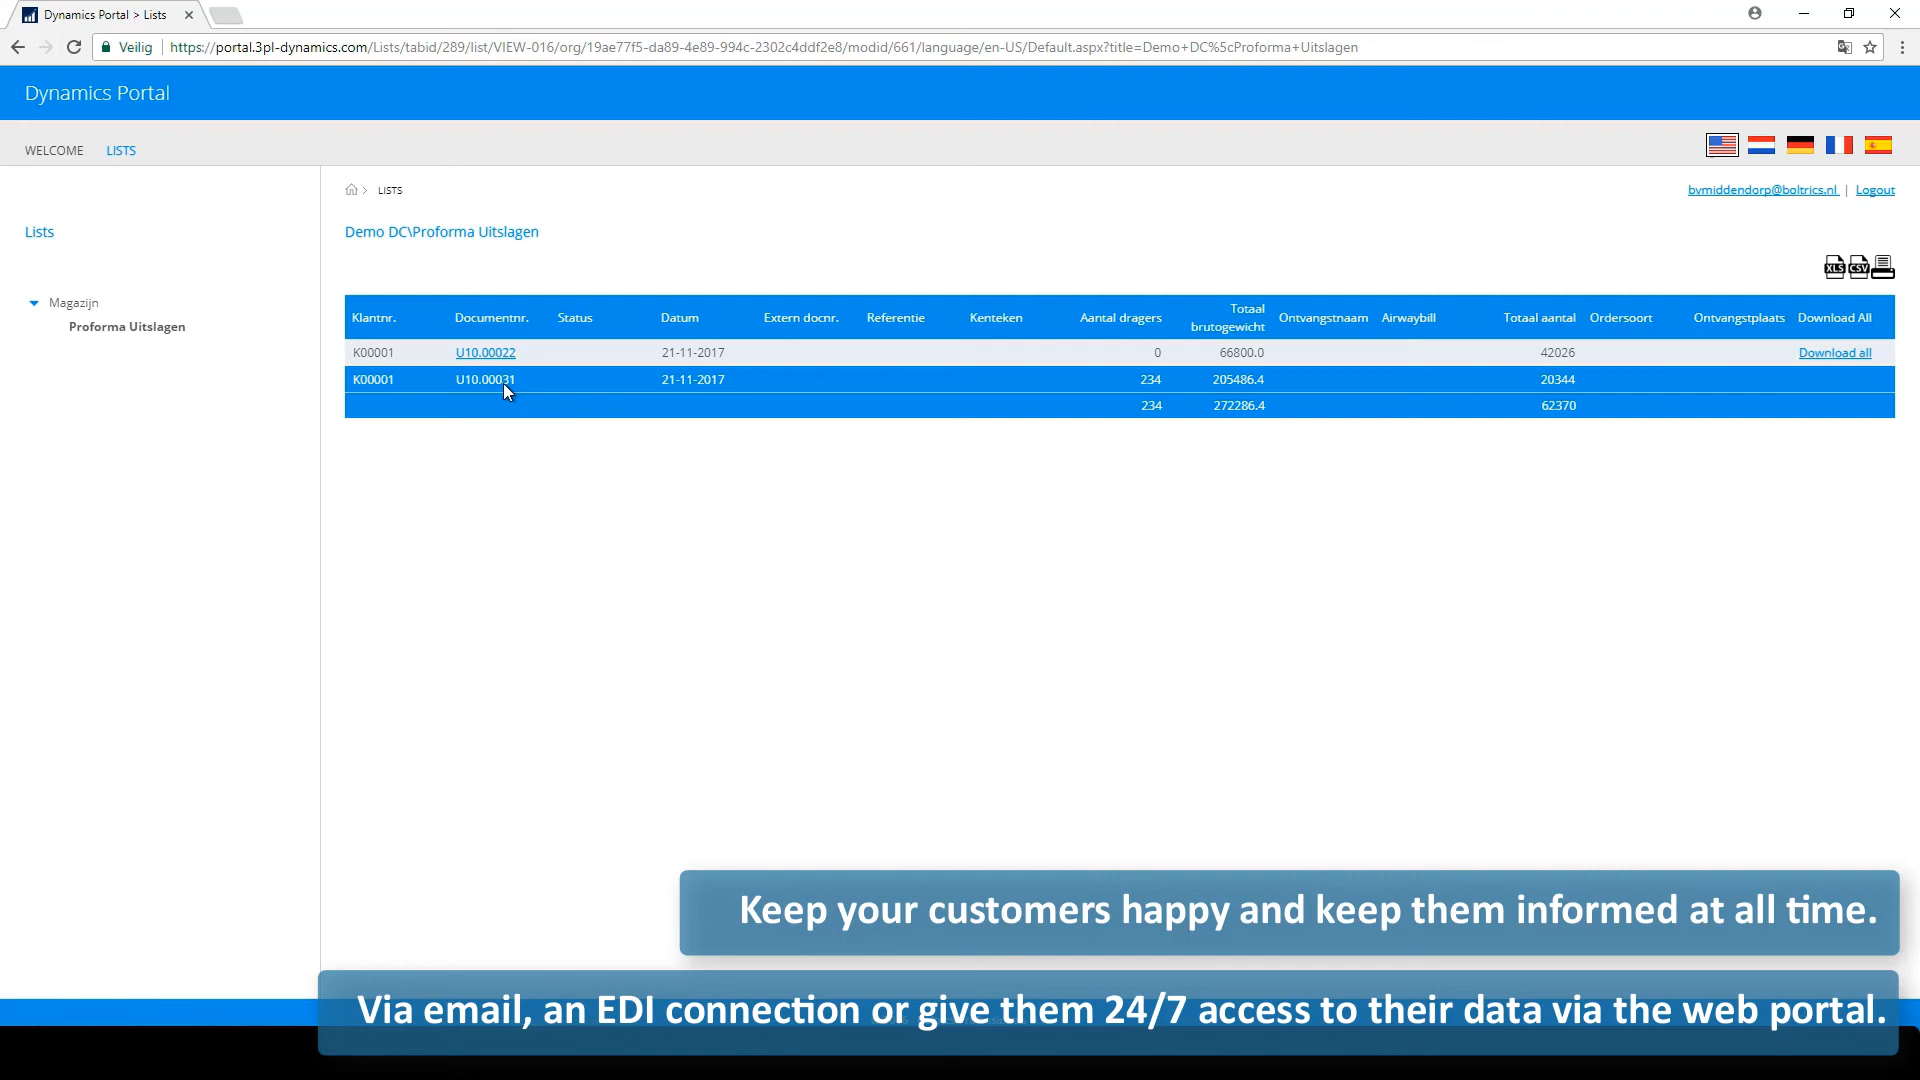 Dynamics Portal > Lists
Veilig https://portal.3pl-dynamics.com/Lists/tabid/289/list/VIEW-016/org/19ae77f5-da89-4e89-994c-2302c4ddf2e8/modid/661/language/en-US/Default.aspx?title=Demo+DC%5cProforma+Uitslagen
Dynamics Portal
WELCOME LISTS
> LISTS
bvmiddendorp@boltrics.nl | Logout
Lists
Demo DC\Proforma Uitslagen
XLS CSV
Magazijn
Proforma Uitslagen
Klantnr. Documentnr. Status Datum Extern docnr. Referentie Kenteken Aantal dragers Totaal brutogewicht Ontvangstnaam Airwaybill Totaal aantal Ordersoort Ontvangstplaats Download All
K00001 U10.00022 21-11-2017 0 66800.0 42026 Download all
K00001 U10.00031 21-11-2017 234 205486.4 20344
234 272286.4 62370
Keep your customers happy and keep them informed at all time.
Via email, an EDI connection or give them 24/7 access to their data via the web portal.